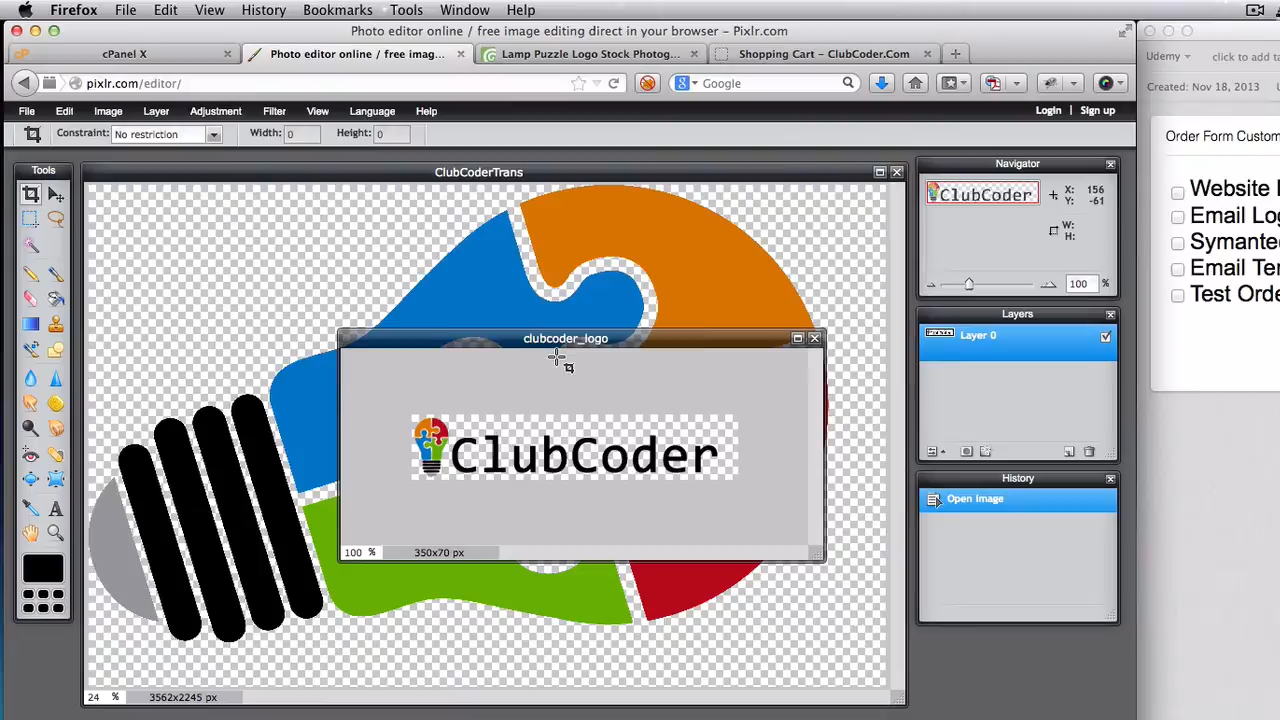 Firefox File Edit View History Bookmarks Tools Window Help
Photo editor online / free image editing direct in your browser – Pixlr.com
cPanel X
Photo editor online / free imag...
Lamp Puzzle Logo Stock Photog...
Shopping Cart – ClubCoder.Com
pixlr.com/editor/
Google
File Edit Image Layer Adjustment Filter View Language Help
Login | Sign up
Constraint: No restriction Width: 0 Height: 0
Tools
ClubCoderTrans
clubcoder_logo
ClubCoder
100 % 350x70 px
24 % 3562x2245 px
Navigator
ClubCoder
X: 156
Y: -61
W:
H:
100 %
Layers
Layer 0
History
Open image
Udemy
click to add ta
Created: Nov 18, 2013
Order Form Custom
Website
Email Log
Symante
Email Te
Test Orde